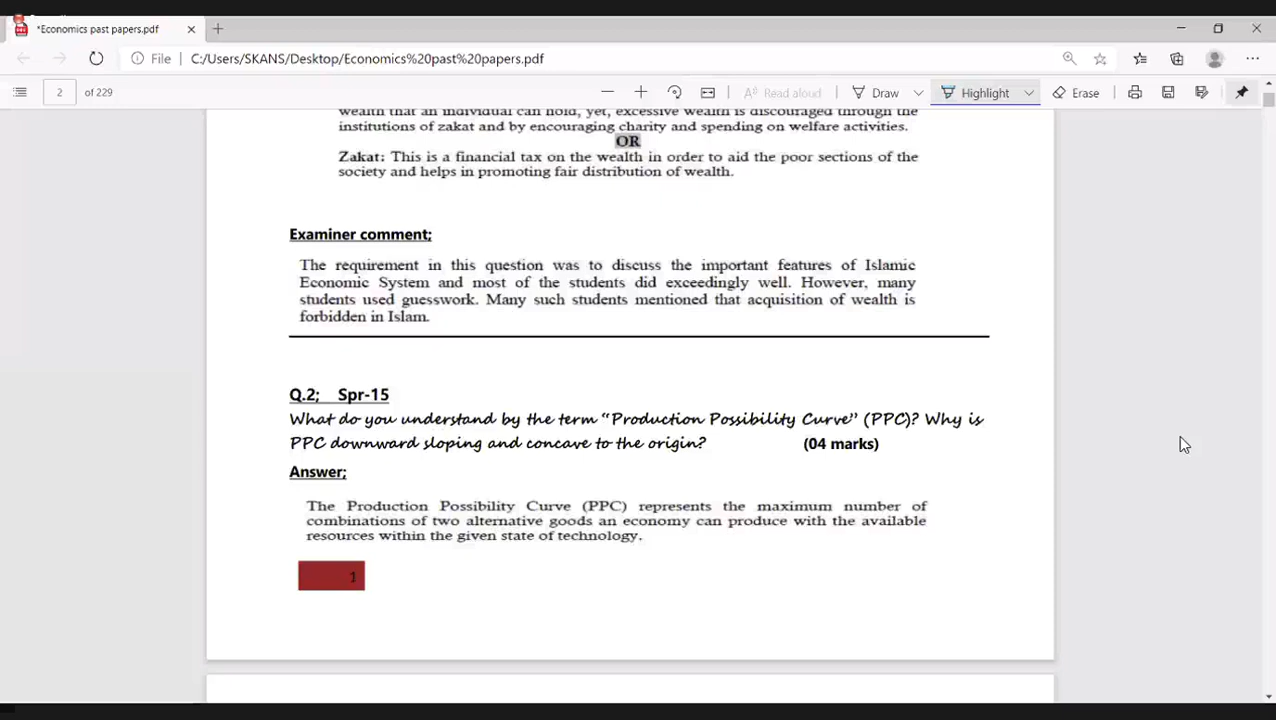 *Economics past papers.pdf
File C:/Users/SKANS/Desktop/Economics%20past%20papers.pdf
2 of 229 Read aloud Draw Highlight Erase
wealth that an individual can hold, yet, excessive wealth is discouraged through the
institutions of zakat and by encouraging charity and spending on welfare activities.
OR
Zakat: This is a financial tax on the wealth in order to aid the poor sections of the
society and helps in promoting fair distribution of wealth.
Examiner comment;
The requirement in this question was to discuss the important features of Islamic
Economic System and most of the students did exceedingly well. However, many
students used guesswork. Many such students mentioned that acquisition of wealth is
forbidden in Islam.
Q.2; Spr-15
What do you understand by the term “Production Possibility Curve” (PPC)? Why is
PPC downward sloping and concave to the origin? (04 marks)
Answer;
The Production Possibility Curve (PPC) represents the maximum number of
combinations of two alternative goods an economy can produce with the available
resources within the given state of technology.
1